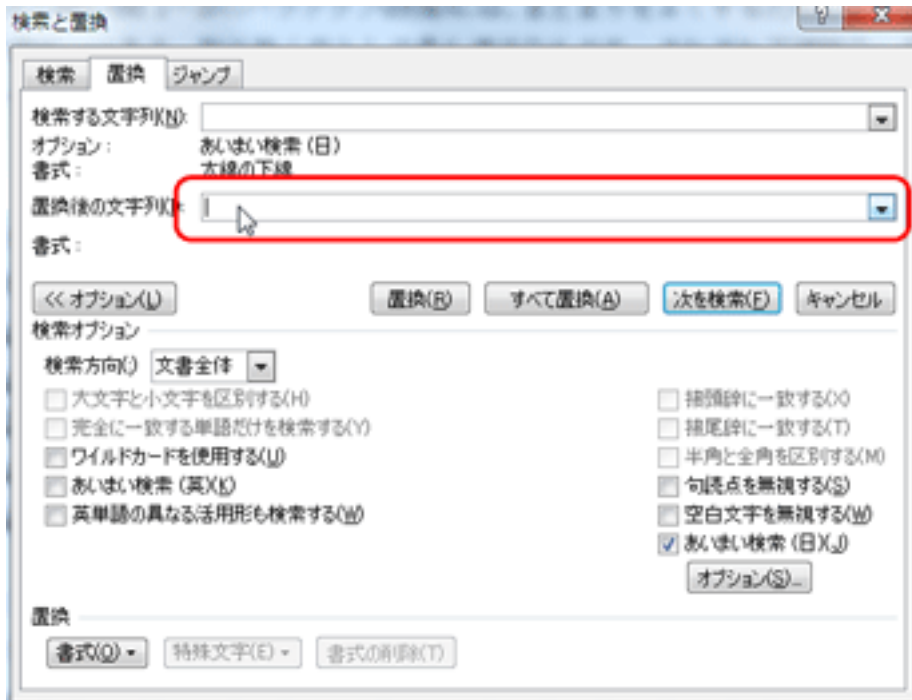 検索と置換
検索 置換 ジャンプ
検索する文字列(N):
オプション: あいまい検索 (日)
書式: 太線の下線
置換後の文字列(I):
書式:
<< オプション(L) 置換(R) すべて置換(A) 次を検索(F) キャンセル
検索オプション
検索方向(:) 文書全体
大文字と小文字を区別する(H) 接頭辞に一致する(X)
完全に一致する単語だけを検索する(Y) 接尾辞に一致する(T)
ワイルドカードを使用する(U) 半角と全角を区別する(M)
あいまい検索 (英)(K) 句読点を無視する(S)
英単語の異なる活用形も検索する(W) 空白文字を無視する(W)
あいまい検索 (日)(J)
オプション(S)...
置換
書式(O) 特殊文字(E) 書式の削除(T)